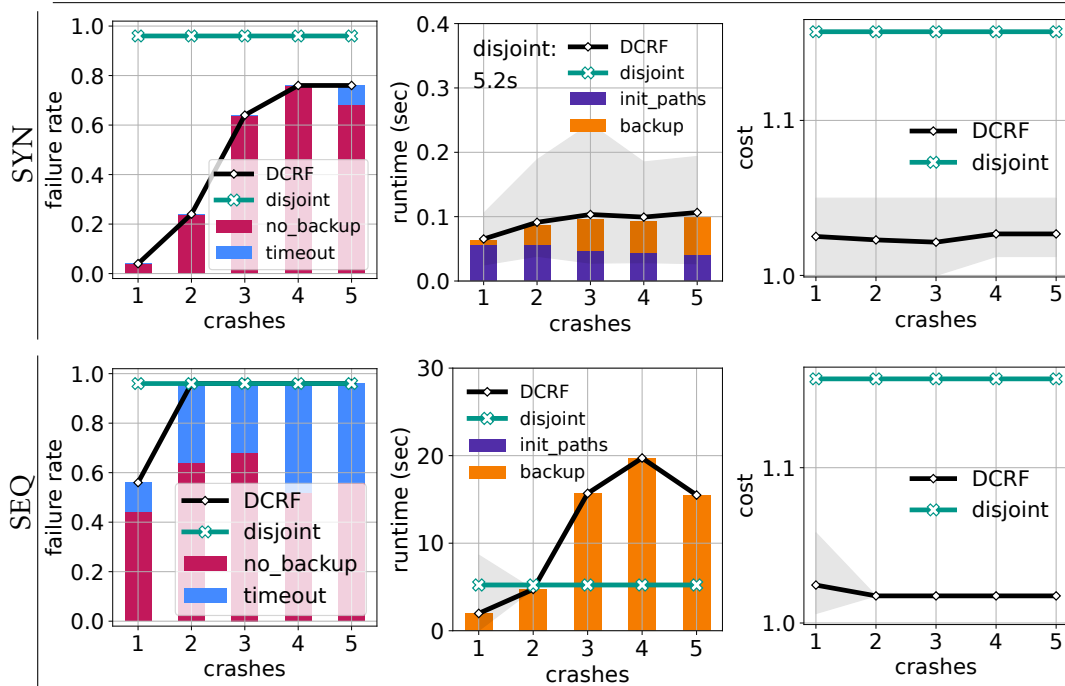 SYN
failure rate
1.0
0.8
0.6
0.4
0.2
0.0
DCRF
disjoint
no_backup
timeout
1 2 3 4 5
crashes
runtime (sec)
0.4
0.3
0.2
0.1
0.0
disjoint:
5.2s
DCRF
disjoint
init_paths
backup
1 2 3 4 5
crashes
cost
1.1
1.0
DCRF
disjoint
1 2 3 4 5
crashes
SEQ
failure rate
1.0
0.8
0.6
0.4
0.2
0.0
DCRF
disjoint
no_backup
timeout
1 2 3 4 5
crashes
runtime (sec)
30
20
10
0
DCRF
disjoint
init_paths
backup
1 2 3 4 5
crashes
cost
1.1
1.0
DCRF
disjoint
1 2 3 4 5
crashes